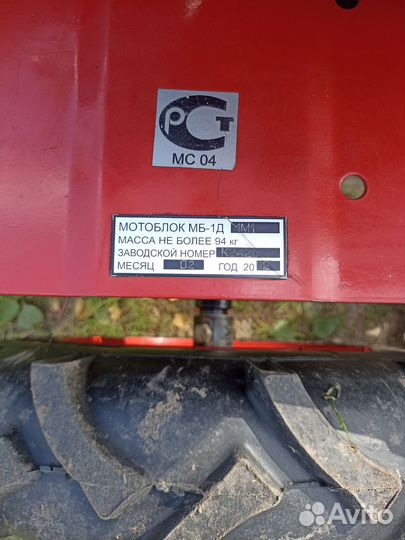 РСТ
МС 04
МОТОБЛОК МБ-1Д
МАССА НЕ БОЛЕЕ 94 кг
ЗАВОДСКОЙ НОМЕР
МЕСЯЦ 02 ГОД 20
Avito